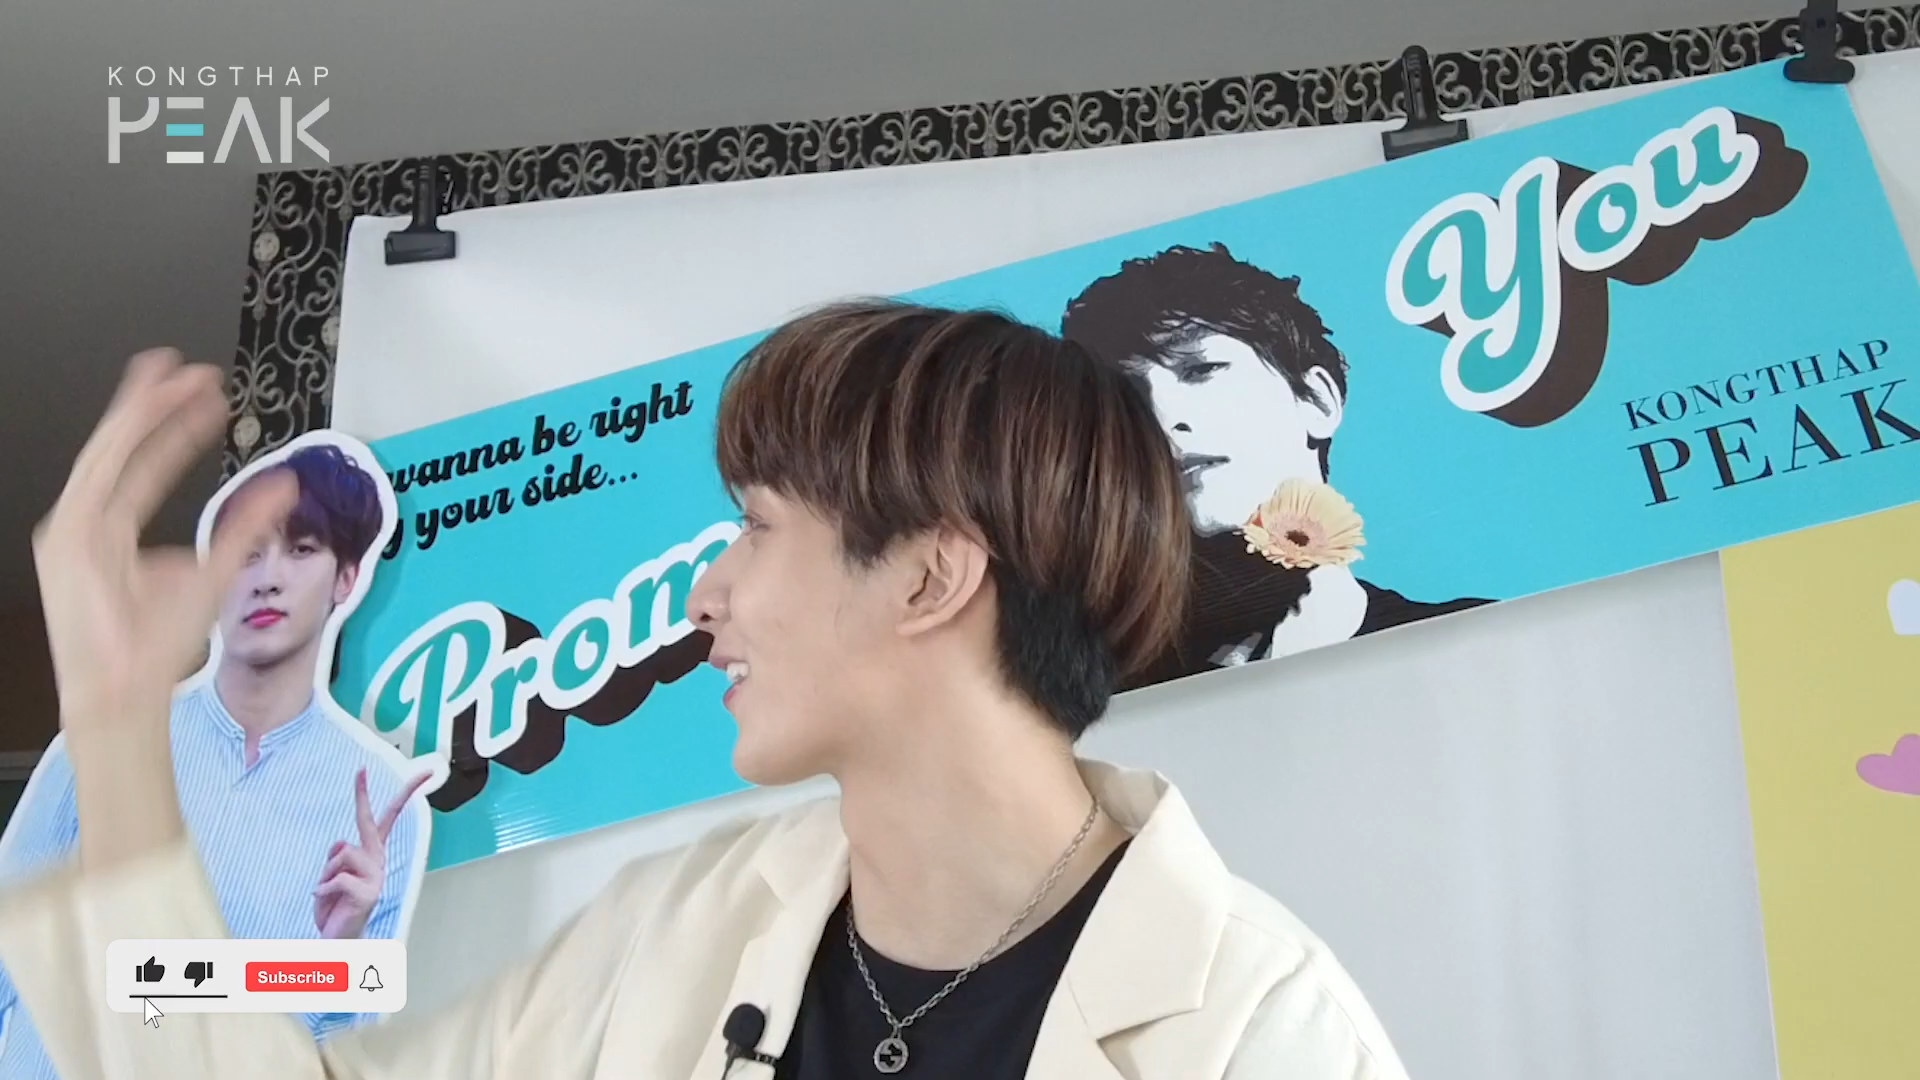 KONGTHAP
PEAK
You
KONGTHAP
PEAK
wanna be right
your side...
Prom
Subscribe